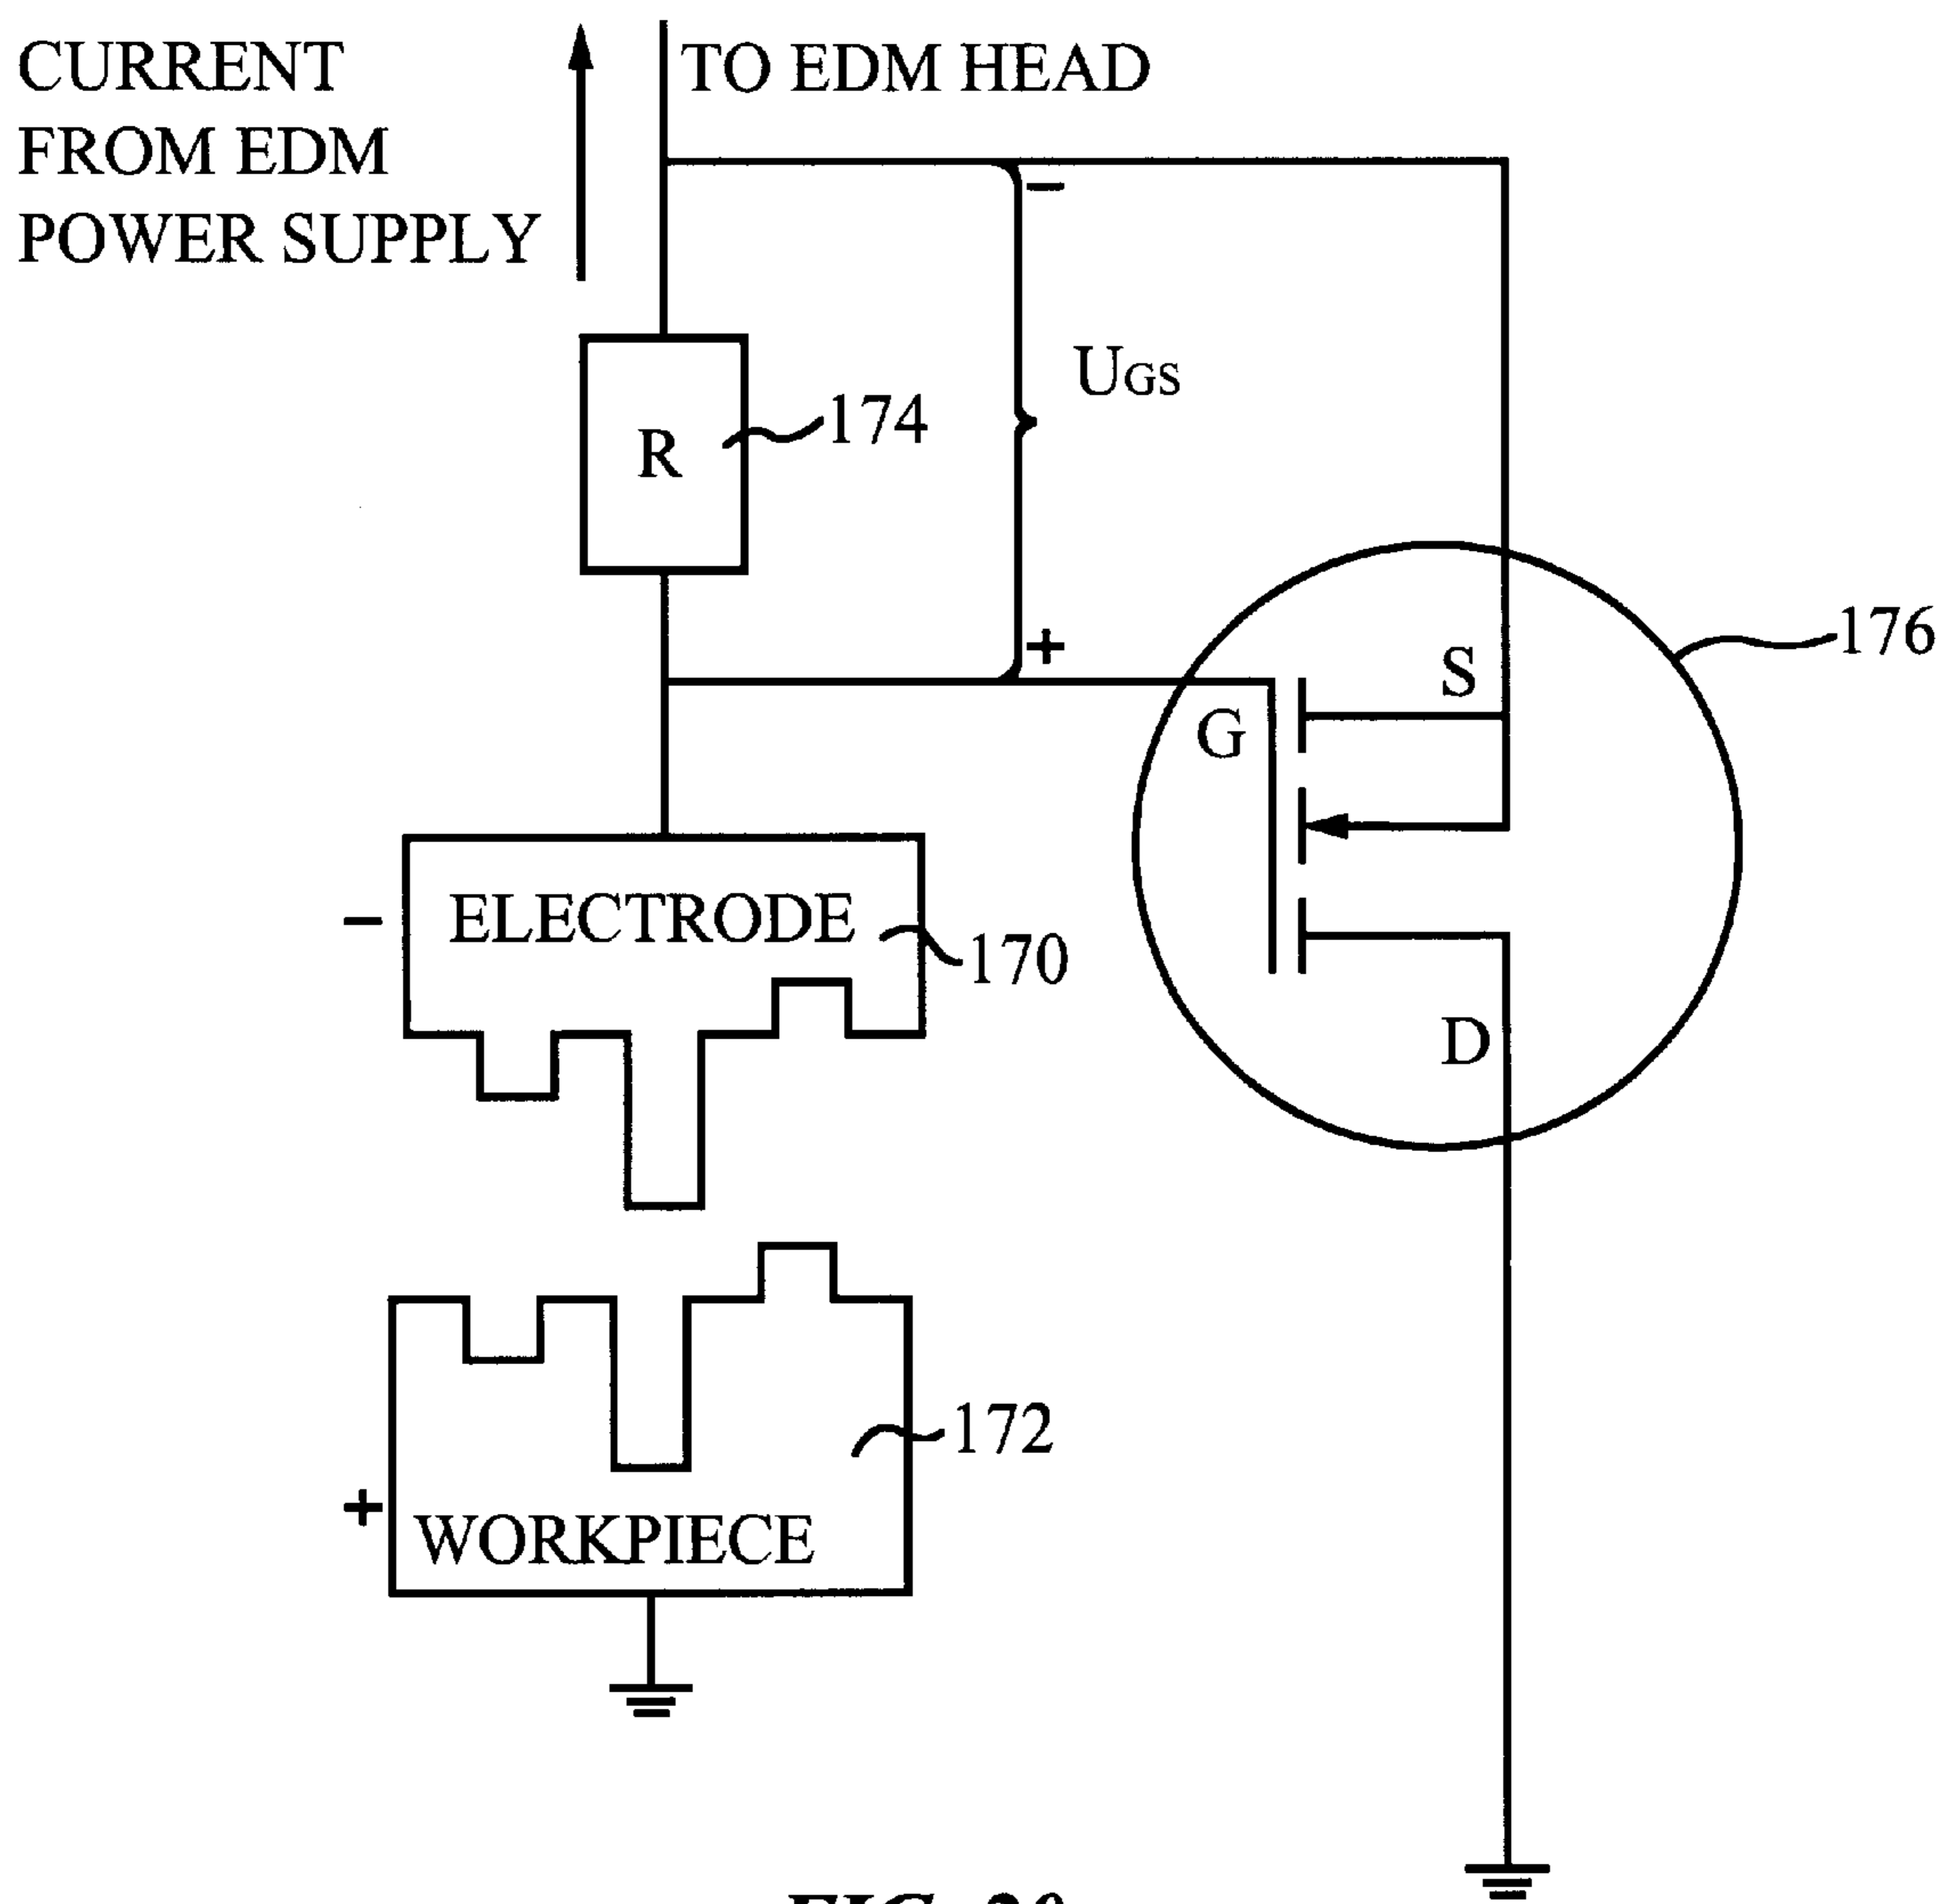 CURRENT
FROM EDM
POWER SUPPLY
TO EDM HEAD
−
UGS
R
174
+
176
S
G
D
−
ELECTRODE
170
172
+
WORKPIECE